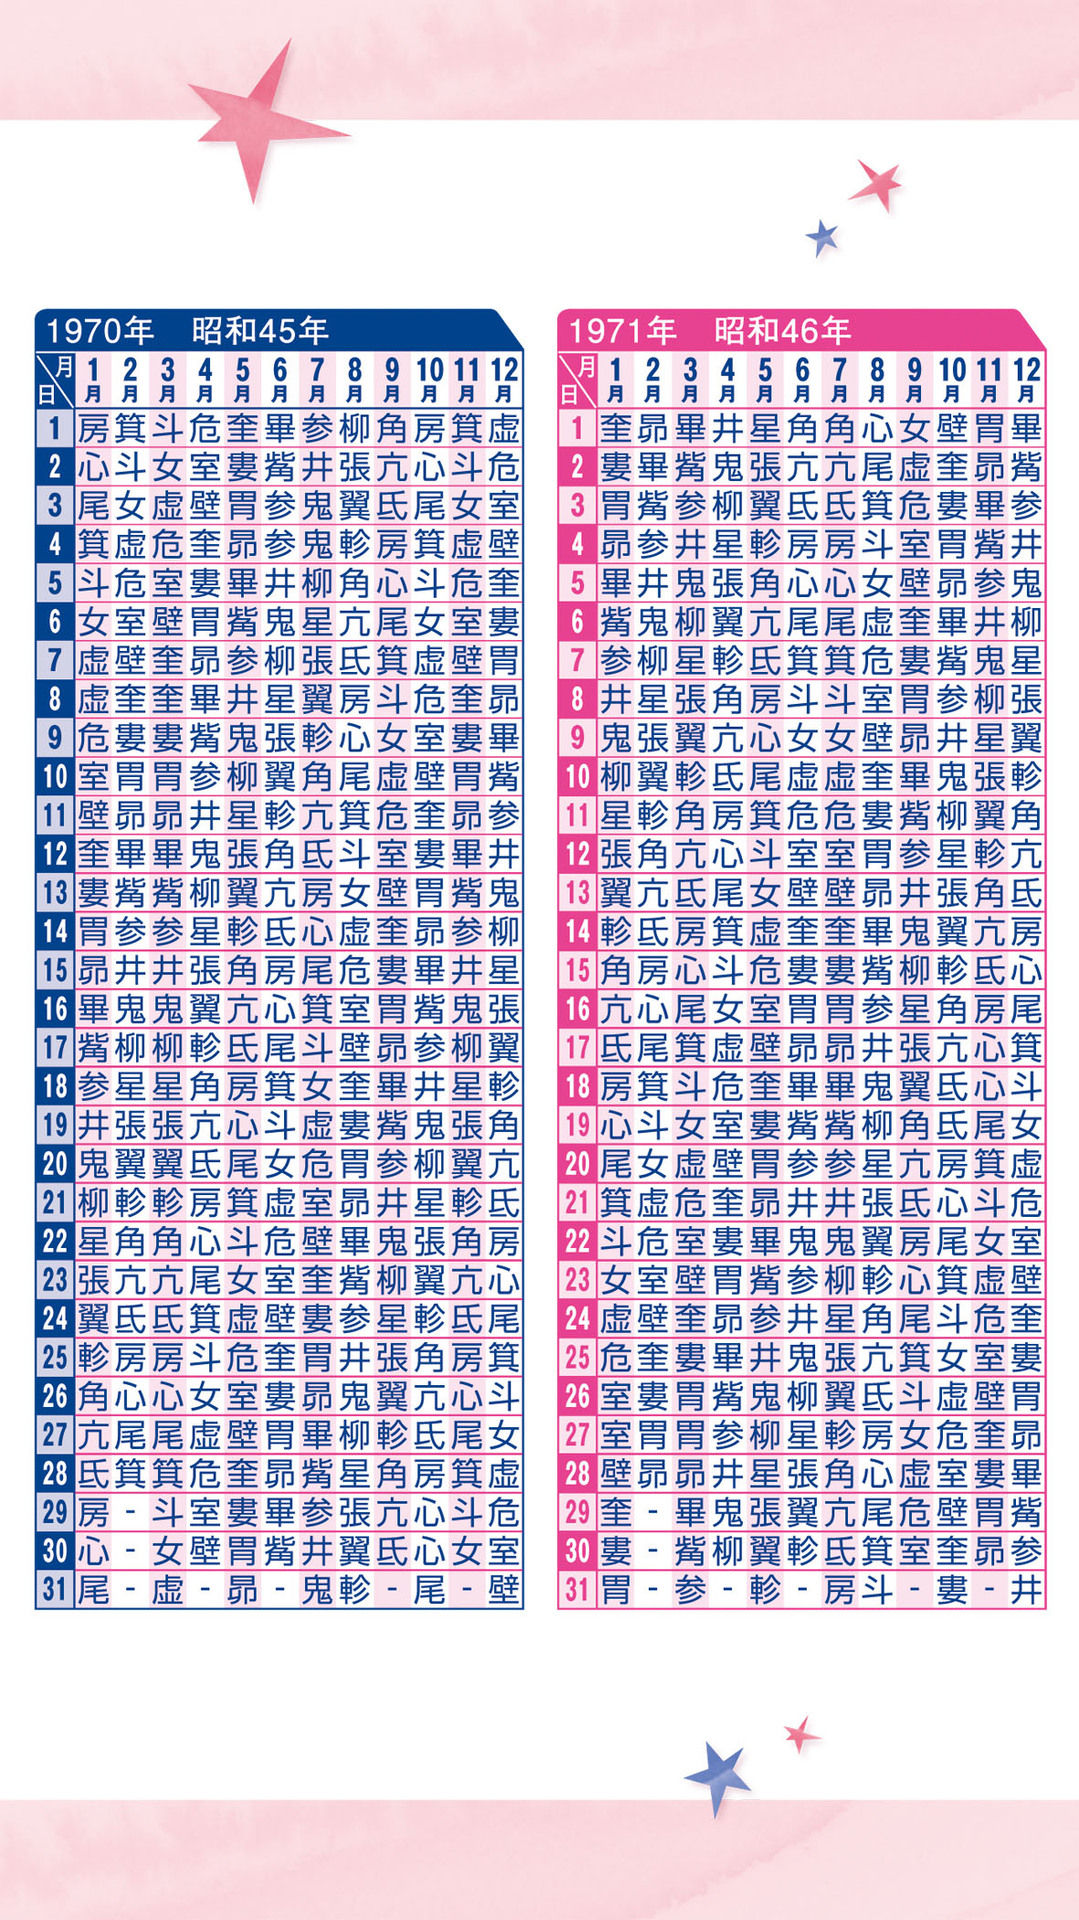 1970年 昭和45年
月 1月 2月 3月 4月 5月 6月 7月 8月 9月 10月 11月 12月
日
1 房 箕 斗 危 奎 畢 参 柳 角 房 箕 虚
2 心 斗 女 室 婁 觜 井 張 亢 心 斗 危
3 尾 女 虚 壁 胃 参 鬼 翼 氐 尾 女 室
4 箕 虚 危 奎 昴 参 鬼 軫 房 箕 虚 壁
5 斗 危 室 婁 畢 井 柳 角 心 斗 危 奎
6 女 室 壁 胃 觜 鬼 星 亢 尾 女 室 婁
7 虚 壁 奎 昴 参 柳 張 氐 箕 虚 壁 胃
8 虚 奎 奎 畢 井 星 翼 房 斗 危 奎 昴
9 危 婁 婁 觜 鬼 張 軫 心 女 室 婁 畢
10 室 胃 胃 参 柳 翼 角 尾 虚 壁 胃 觜
11 壁 昴 昴 井 星 軫 亢 箕 危 奎 昴 参
12 奎 畢 畢 鬼 張 角 氐 斗 室 婁 畢 井
13 婁 觜 觜 柳 翼 亢 房 女 壁 胃 觜 鬼
14 胃 参 参 星 軫 氐 心 虚 奎 昴 参 柳
15 昴 井 井 張 角 房 尾 危 婁 畢 井 星
16 畢 鬼 鬼 翼 亢 心 箕 室 胃 觜 鬼 張
17 觜 柳 柳 軫 氐 尾 斗 壁 昴 参 柳 翼
18 参 星 星 角 房 箕 女 奎 畢 井 星 軫
19 井 張 張 亢 心 斗 虚 婁 觜 鬼 張 角
20 鬼 翼 翼 氐 尾 女 危 胃 参 柳 翼 亢
21 柳 軫 軫 房 箕 虚 室 昴 井 星 軫 氐
22 星 角 角 心 斗 危 壁 畢 鬼 張 角 房
23 張 亢 亢 尾 女 室 奎 觜 柳 翼 亢 心
24 翼 氐 氐 箕 虚 壁 婁 参 星 軫 氐 尾
25 軫 房 房 斗 危 奎 胃 井 張 角 房 箕
26 角 心 心 女 室 婁 昴 鬼 翼 亢 心 斗
27 亢 尾 尾 虚 壁 胃 畢 柳 軫 氐 尾 女
28 氐 箕 箕 危 奎 昴 觜 星 角 房 箕 虚
29 房 - 斗 室 婁 畢 参 張 亢 心 斗 危
30 心 - 女 壁 胃 觜 井 翼 氐 心 女 室
31 尾 - 虚 - 昴 - 鬼 軫 - 尾 - 壁
1971年 昭和46年
月 1月 2月 3月 4月 5月 6月 7月 8月 9月 10月 11月 12月
日
1 奎 昴 畢 井 星 角 角 心 女 壁 胃 畢
2 婁 畢 觜 鬼 張 亢 亢 尾 虚 奎 昴 觜
3 胃 觜 参 柳 翼 氐 氐 箕 危 婁 畢 参
4 昴 参 井 星 軫 房 房 斗 室 胃 觜 井
5 畢 井 鬼 張 角 心 心 女 壁 昴 参 鬼
6 觜 鬼 柳 翼 亢 尾 尾 虚 奎 畢 井 柳
7 参 柳 星 軫 氐 箕 箕 危 婁 觜 鬼 星
8 井 星 張 角 房 斗 斗 室 胃 参 柳 張
9 鬼 張 翼 亢 心 女 女 壁 昴 井 星 翼
10 柳 翼 軫 氐 尾 虚 虚 奎 畢 鬼 張 軫
11 星 軫 角 房 箕 危 危 婁 觜 柳 翼 角
12 張 角 亢 心 斗 室 室 胃 参 星 軫 亢
13 翼 亢 氐 尾 女 壁 壁 昴 井 張 角 氐
14 軫 氐 房 箕 虚 奎 奎 畢 鬼 翼 亢 房
15 角 房 心 斗 危 婁 婁 觜 柳 軫 氐 心
16 亢 心 尾 女 室 胃 胃 参 星 角 房 尾
17 氐 尾 箕 虚 壁 昴 昴 井 張 亢 心 箕
18 房 箕 斗 危 奎 畢 畢 鬼 翼 氐 心 斗
19 心 斗 女 室 婁 觜 觜 柳 角 氐 尾 女
20 尾 女 虚 壁 胃 参 参 星 亢 房 箕 虚
21 箕 虚 危 奎 昴 井 井 張 氐 心 斗 危
22 斗 危 室 婁 畢 鬼 鬼 翼 房 尾 女 室
23 女 室 壁 胃 觜 参 柳 軫 心 箕 虚 壁
24 虚 壁 奎 昴 参 井 星 角 尾 斗 危 奎
25 危 奎 婁 畢 井 鬼 張 亢 箕 女 室 婁
26 室 婁 胃 觜 鬼 柳 翼 氐 斗 虚 壁 胃
27 室 胃 胃 参 柳 星 軫 房 女 危 奎 昴
28 壁 昴 昴 井 星 張 角 心 虚 室 婁 畢
29 奎 - 畢 鬼 張 翼 亢 尾 危 壁 胃 觜
30 婁 - 觜 柳 翼 軫 氐 箕 室 奎 昴 参
31 胃 - 参 - 軫 - 房 斗 - 婁 - 井